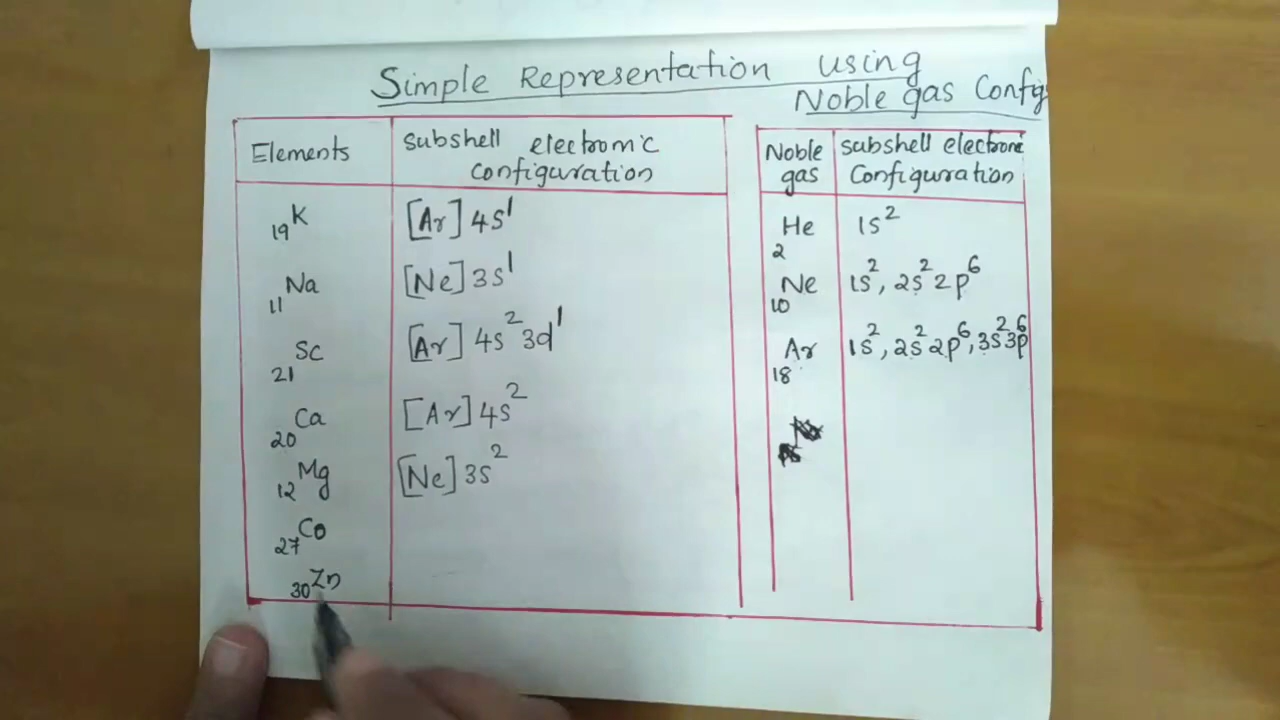 Simple Representation using
Noble gas Config
Elements
subshell electronic
configuration
19K [Ar] 4s¹
11Na [Ne] 3s¹
21Sc [Ar] 4s² 3d¹
20Ca [Ar] 4s²
12Mg [Ne] 3s²
27Co
30Zn
Noble
gas
subshell electronic
Configuration
He 2 1s²
Ne 10 1s², 2s² 2p⁶
Ar 18 1s², 2s² 2p⁶, 3s² 3p⁶